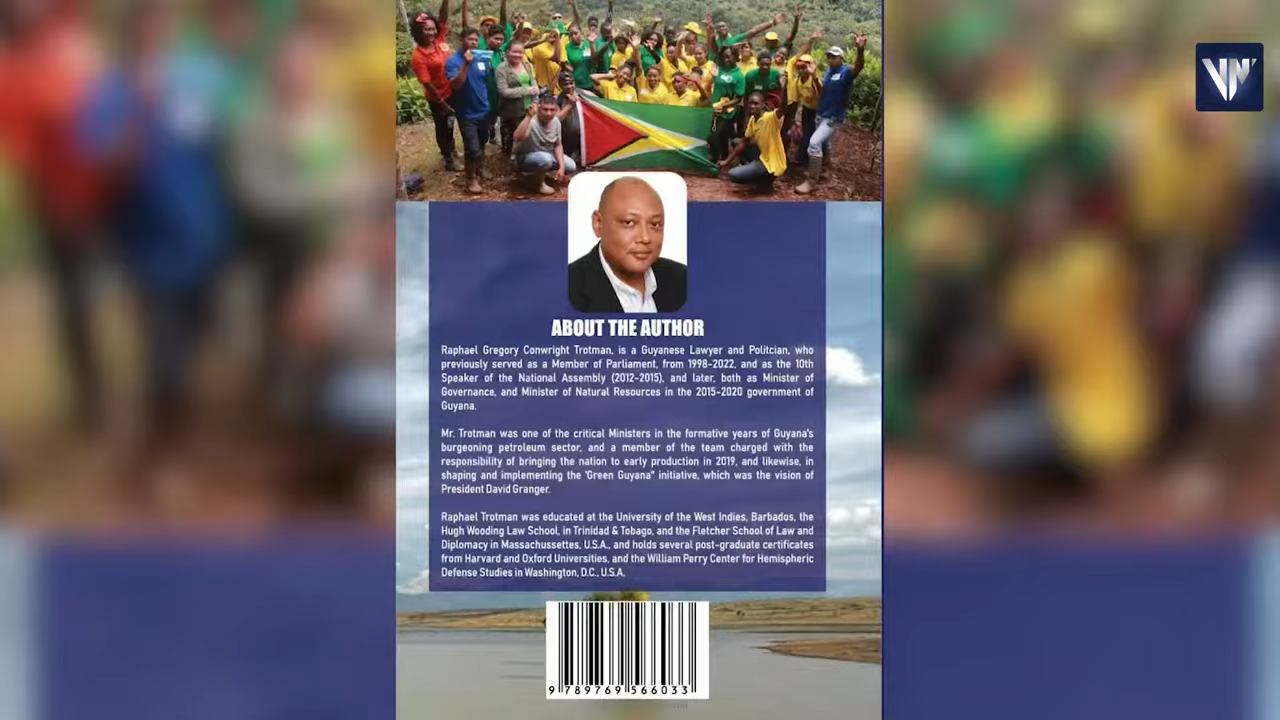 VN
ABOUT THE AUTHOR
Raphael Gregory Conwright Trotman, is a Guyanese Lawyer and Politcian, who
previously served as a Member of Parliament, from 1998-2022, and as the 10th
Speaker of the National Assembly (2012-2015), and later, both as Minister of
Governance, and Minister of Natural Resources in the 2015-2020 government of
Guyana.
Mr. Trotman was one of the critical Ministers in the formative years of Guyana's
burgeoning petroleum sector, and a member of the team charged with the
responsibility of bringing the nation to early production in 2019, and likewise, in
shaping and implementing the "Green Guyana" initiative, which was the vision of
President David Granger.
Raphael Trotman was educated at the University of the West Indies, Barbados, the
Hugh Wooding Law School, in Trinidad & Tobago, and the Fletcher School of Law and
Diplomacy in Massachussettes, U.S.A., and holds several post-graduate certificates
from Harvard and Oxford Universities, and the William Perry Center for Hemispheric
Defense Studies in Washington, D.C., U.S.A.
9 789769 566033